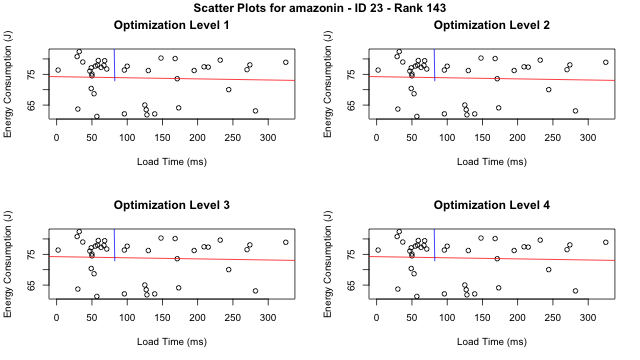 Scatter Plots for amazonin - ID 23 - Rank 143
Optimization Level 1
Energy Consumption (J)
75
65
0 50 100 150 200 250 300
Load Time (ms)
Optimization Level 2
Energy Consumption (J)
75
65
0 50 100 150 200 250 300
Load Time (ms)
Optimization Level 3
Energy Consumption (J)
75
65
0 50 100 150 200 250 300
Load Time (ms)
Optimization Level 4
Energy Consumption (J)
75
65
0 50 100 150 200 250 300
Load Time (ms)